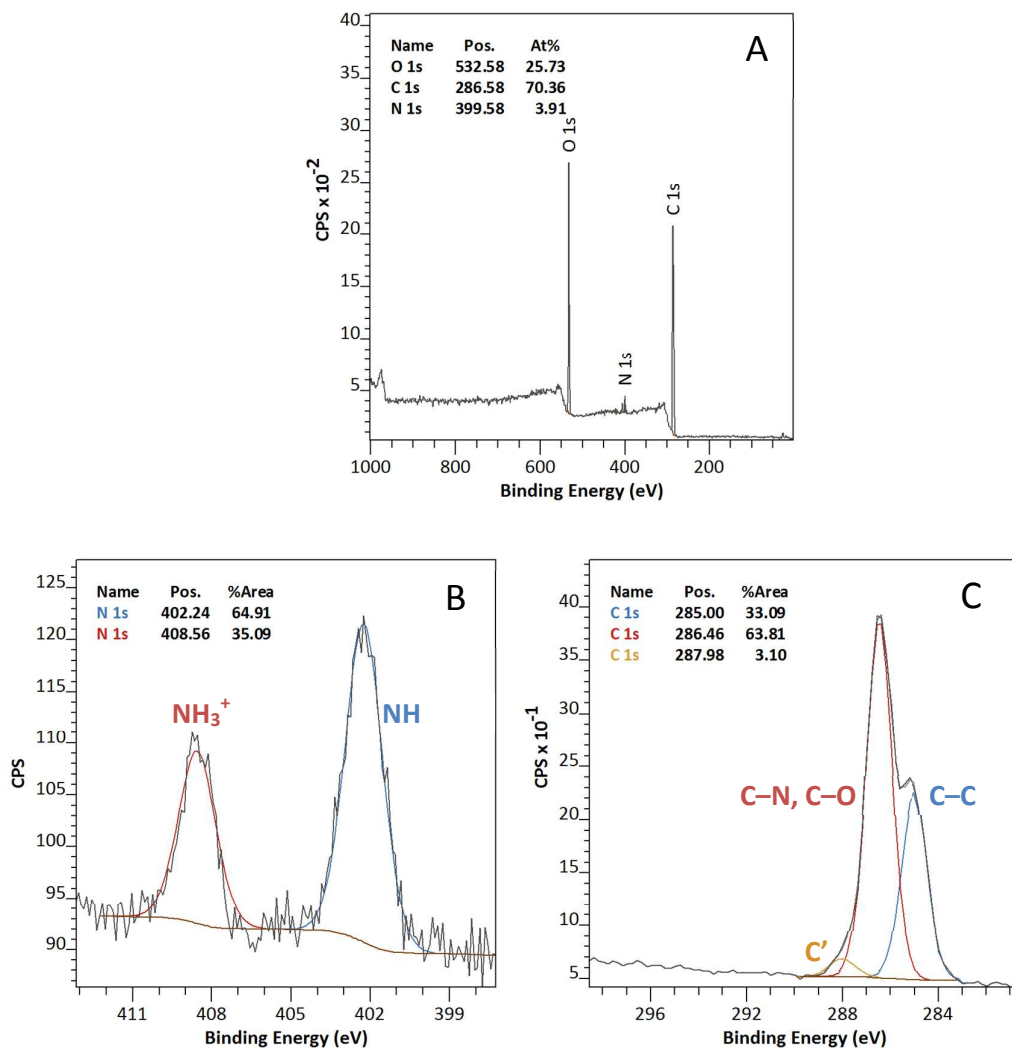 A
Name Pos. At%
O 1s 532.58 25.73
C 1s 286.58 70.36
N 1s 399.58 3.91
40
35
30
25
20
15
10
5
CPS x 10-2
O 1s
N 1s
C 1s
1000 800 600 400 200
Binding Energy (eV)
B
Name Pos. %Area
N 1s 402.24 64.91
N 1s 408.56 35.09
125
120
115
110
105
100
95
90
CPS
NH3+
NH
411 408 405 402 399
Binding Energy (eV)
C
Name Pos. %Area
C 1s 285.00 33.09
C 1s 286.46 63.81
C 1s 287.98 3.10
40
35
30
25
20
15
10
5
CPS x 10-1
C–N, C–O
C–C
C’
296 292 288 284
Binding Energy (eV)